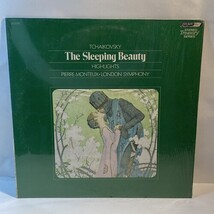 TCHAIKOVSKY
The Sleeping Beauty
HIGHLIGHTS
PIERRE MONTEUX•LONDON SYMPHONY